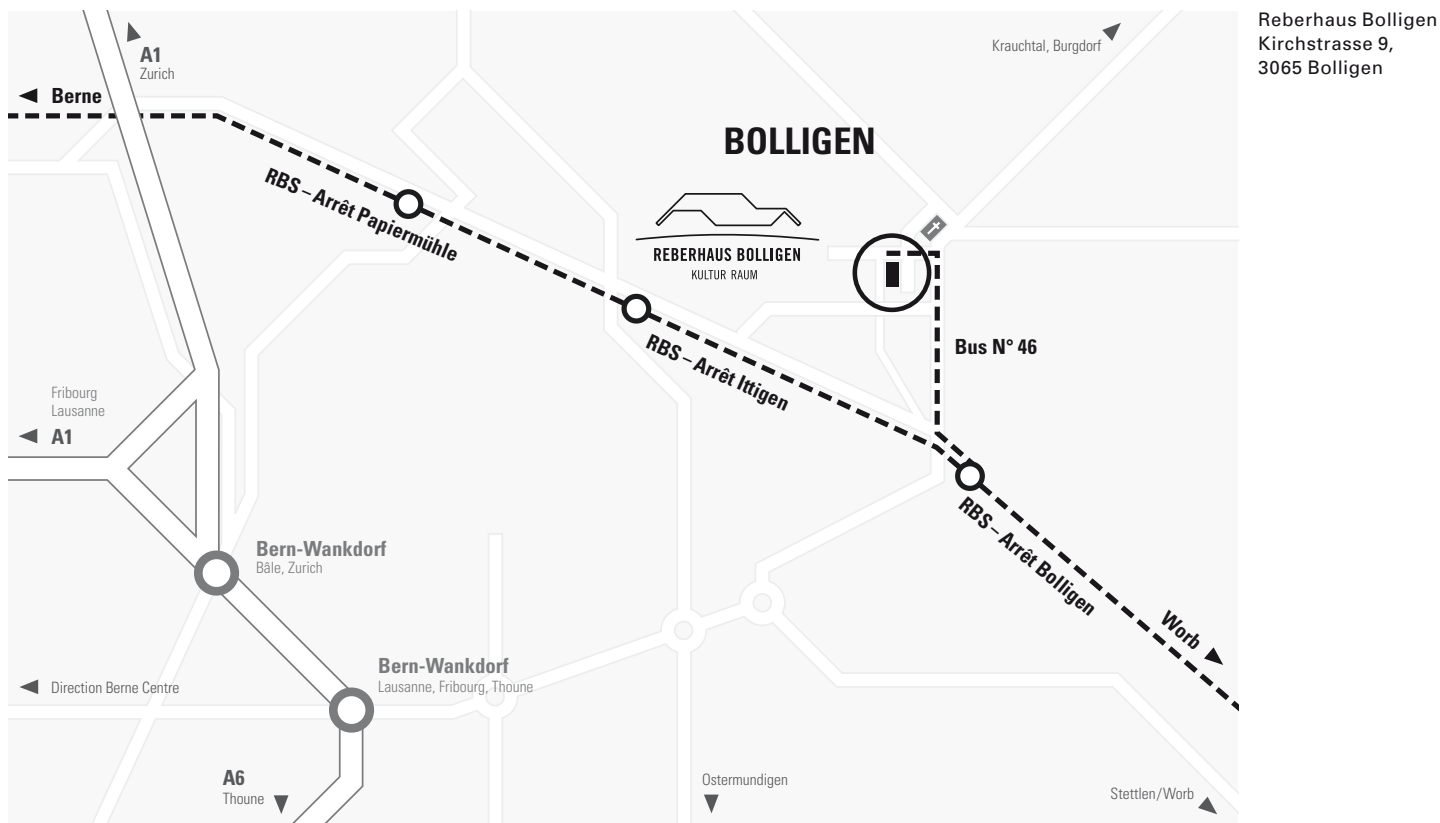 Reberhaus Bolligen
Kirchstrasse 9,
3065 Bolligen
A1
Zurich
Krauchtal, Burgdorf
Berne
BOLLIGEN
RBS – Arrêt Papiermühle
REBERHAUS BOLLIGEN
KULTUR RAUM
RBS – Arrêt Ittigen
Bus N° 46
Fribourg
Lausanne
A1
RBS – Arrêt Bolligen
Bern-Wankdorf
Bâle, Zurich
Worb
Bern-Wankdorf
Lausanne, Fribourg, Thoune
Direction Berne Centre
A6
Thoune
Ostermundigen
Stettlen/Worb